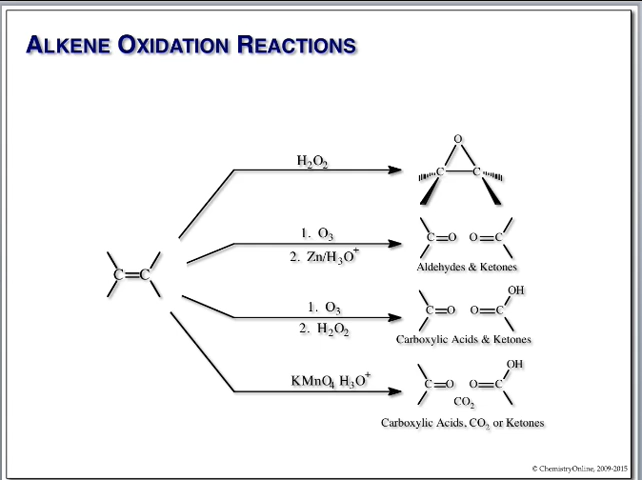 ALKENE OXIDATION REACTIONS
H₂O₂
O
C C
1. O₃
2. Zn/H₃O⁺
C=O O=C
Aldehydes & Ketones
C=C
1. O₃
2. H₂O₂
OH
C=O O=C
Carboxylic Acids & Ketones
KMnO₄ H₃O⁺
OH
C=O O=C
CO₂
Carboxylic Acids, CO₂ or Ketones
© ChemistryOnline, 2009-2015